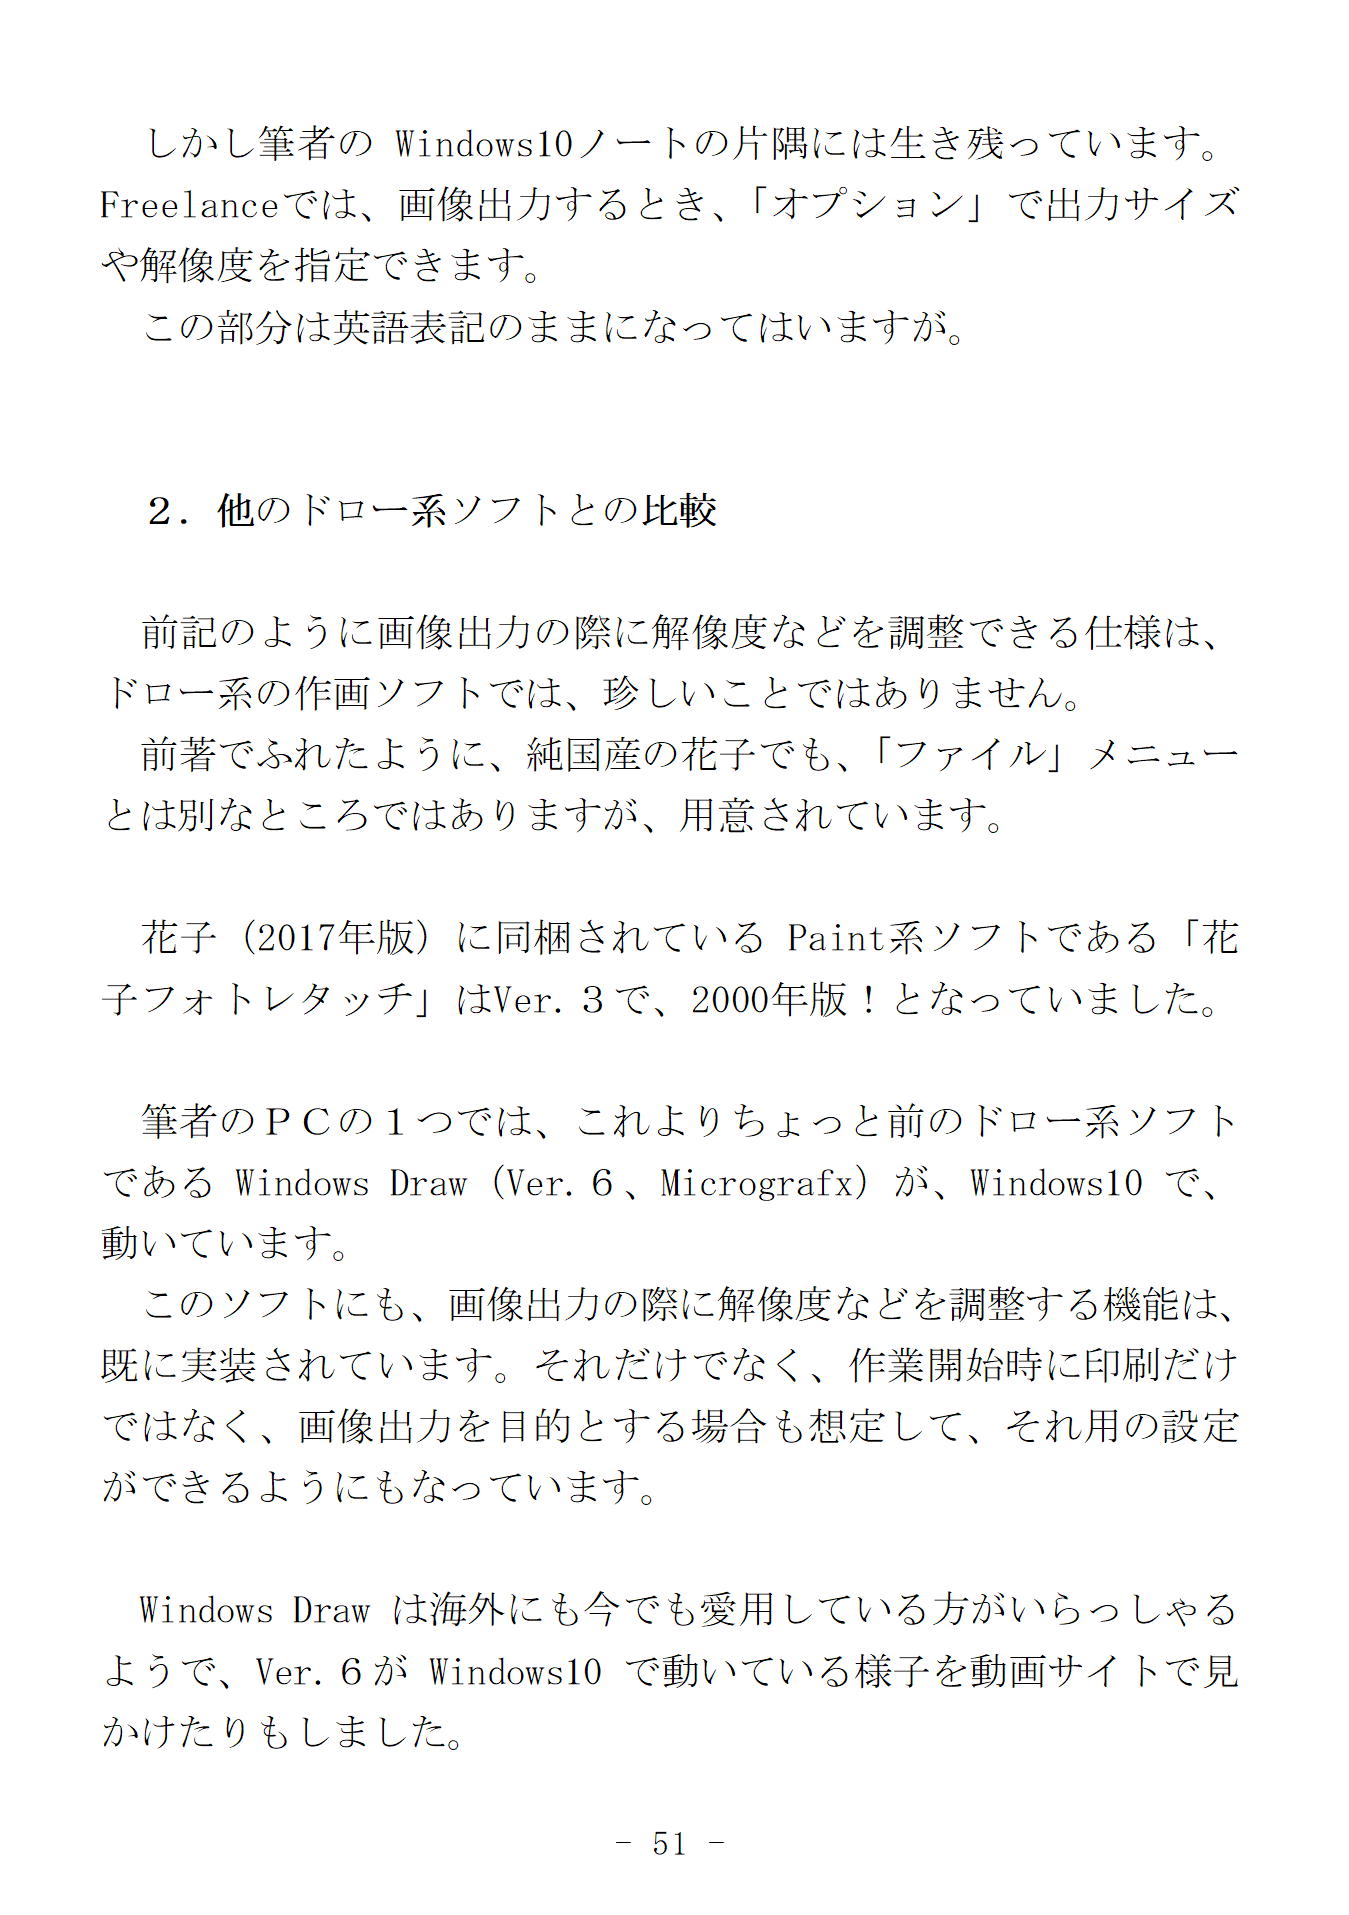 しかし筆者の Windows10ノートの片隅には生き残っています。
Freelanceでは、画像出力するとき、「オプション」で出力サイズ
や解像度を指定できます。
　この部分は英語表記のままになってはいますが。
　２．他のドロー系ソフトとの比較
　前記のように画像出力の際に解像度などを調整できる仕様は、
ドロー系の作画ソフトでは、珍しいことではありません。
　前著でふれたように、純国産の花子でも、「ファイル」メニュー
とは別なところではありますが、用意されています。
　花子（2017年版）に同梱されている Paint系ソフトである「花
子フォトレタッチ」はVer.３で、2000年版！となっていました。
　筆者のＰＣの１つでは、これよりちょっと前のドロー系ソフト
である Windows Draw（Ver.６、Micrografx）が、Windows10 で、
動いています。
　このソフトにも、画像出力の際に解像度などを調整する機能は、
既に実装されています。それだけでなく、作業開始時に印刷だけ
ではなく、画像出力を目的とする場合も想定して、それ用の設定
ができるようにもなっています。
　Windows Draw は海外にも今でも愛用している方がいらっしゃる
ようで、Ver.６が Windows10 で動いている様子を動画サイトで見
かけたりもしました。
- 51 -